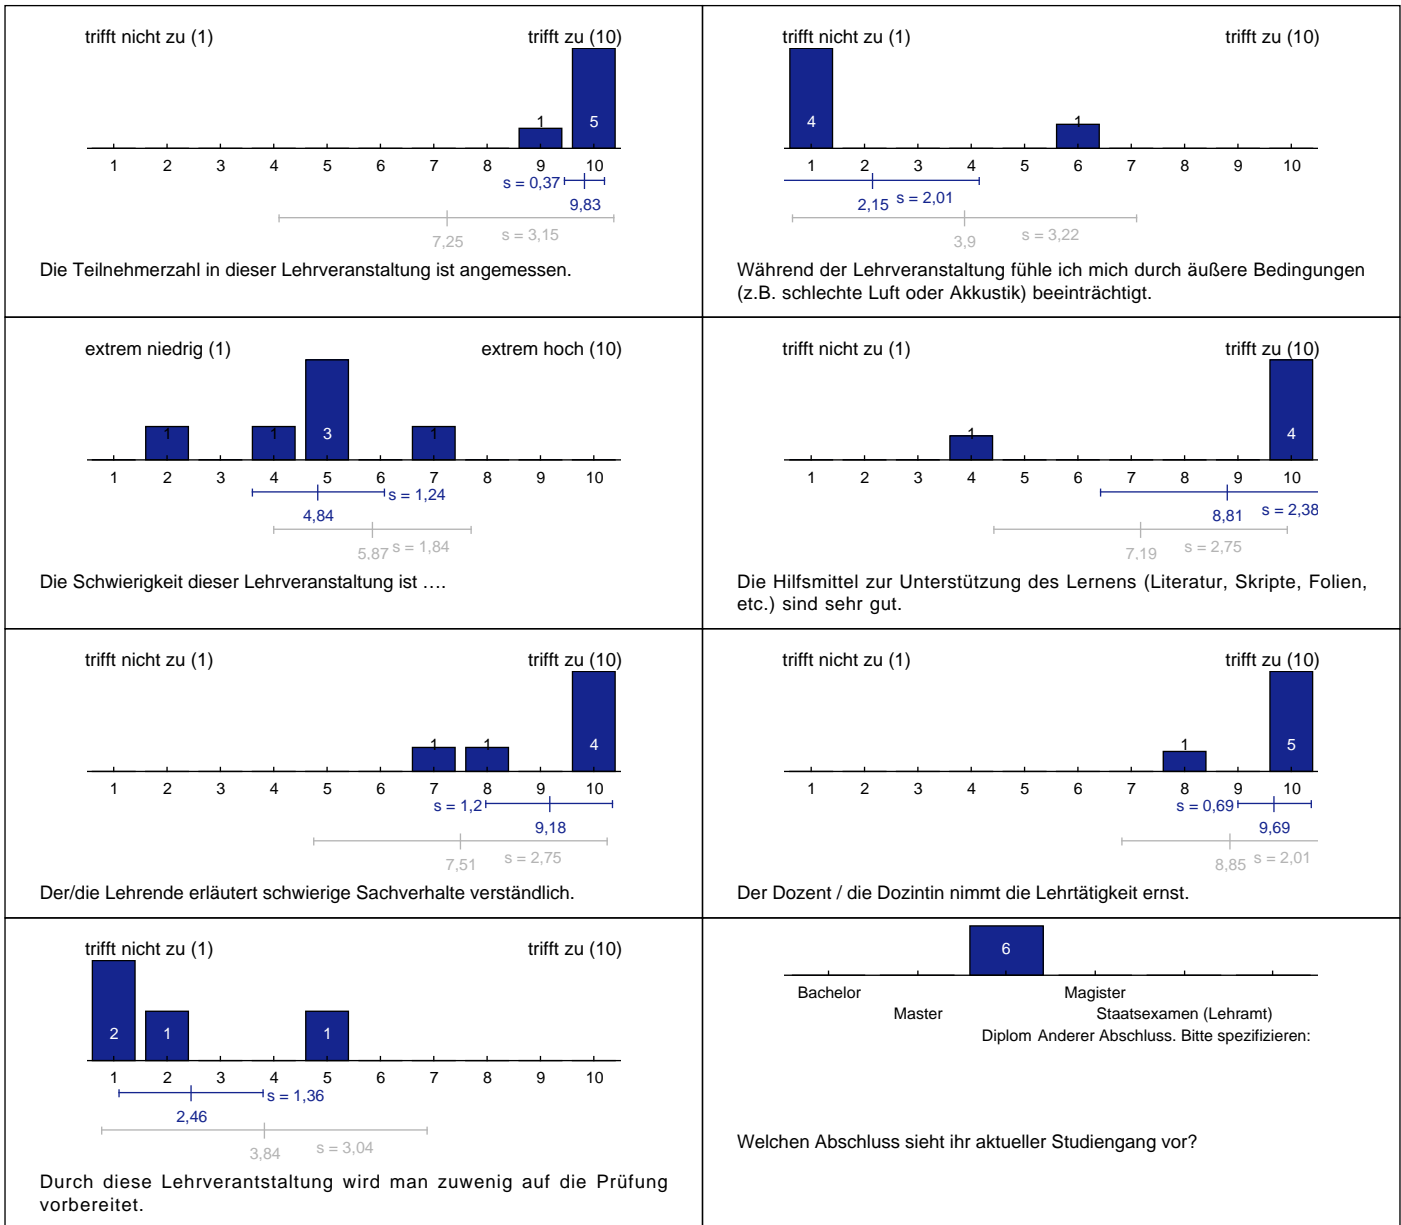 trifft nicht zu (1) trifft zu (10)
1 5
1 2 3 4 5 6 7 8 9 10
s = 0,37
9,83
7,25 s = 3,15
Die Teilnehmerzahl in dieser Lehrveranstaltung ist angemessen.
trifft nicht zu (1) trifft zu (10)
4 1
1 2 3 4 5 6 7 8 9 10
2,15 s = 2,01
3,9 s = 3,22
Während der Lehrveranstaltung fühle ich mich durch äußere Bedingungen
(z.B. schlechte Luft oder Akkustik) beeinträchtigt.
extrem niedrig (1) extrem hoch (10)
1 1 3 1
1 2 3 4 5 6 7 8 9 10
s = 1,24
4,84
5,87 s = 1,84
Die Schwierigkeit dieser Lehrveranstaltung ist ....
trifft nicht zu (1) trifft zu (10)
1 4
1 2 3 4 5 6 7 8 9 10
8,81 s = 2,38
7,19 s = 2,75
Die Hilfsmittel zur Unterstützung des Lernens (Literatur, Skripte, Folien,
etc.) sind sehr gut.
trifft nicht zu (1) trifft zu (10)
1 1 4
1 2 3 4 5 6 7 8 9 10
s = 1,2
9,18
7,51 s = 2,75
Der/die Lehrende erläutert schwierige Sachverhalte verständlich.
trifft nicht zu (1) trifft zu (10)
1 5
1 2 3 4 5 6 7 8 9 10
s = 0,69
9,69
8,85 s = 2,01
Der Dozent / die Dozintin nimmt die Lehrtätigkeit ernst.
trifft nicht zu (1) trifft zu (10)
2 1 1
1 2 3 4 5 6 7 8 9 10
s = 1,36
2,46
3,84 s = 3,04
Durch diese Lehrverantstaltung wird man zuwenig auf die Prüfung
vorbereitet.
6
Bachelor Magister
Master Staatsexamen (Lehramt)
Diplom Anderer Abschluss. Bitte spezifizieren:
Welchen Abschluss sieht ihr aktueller Studiengang vor?